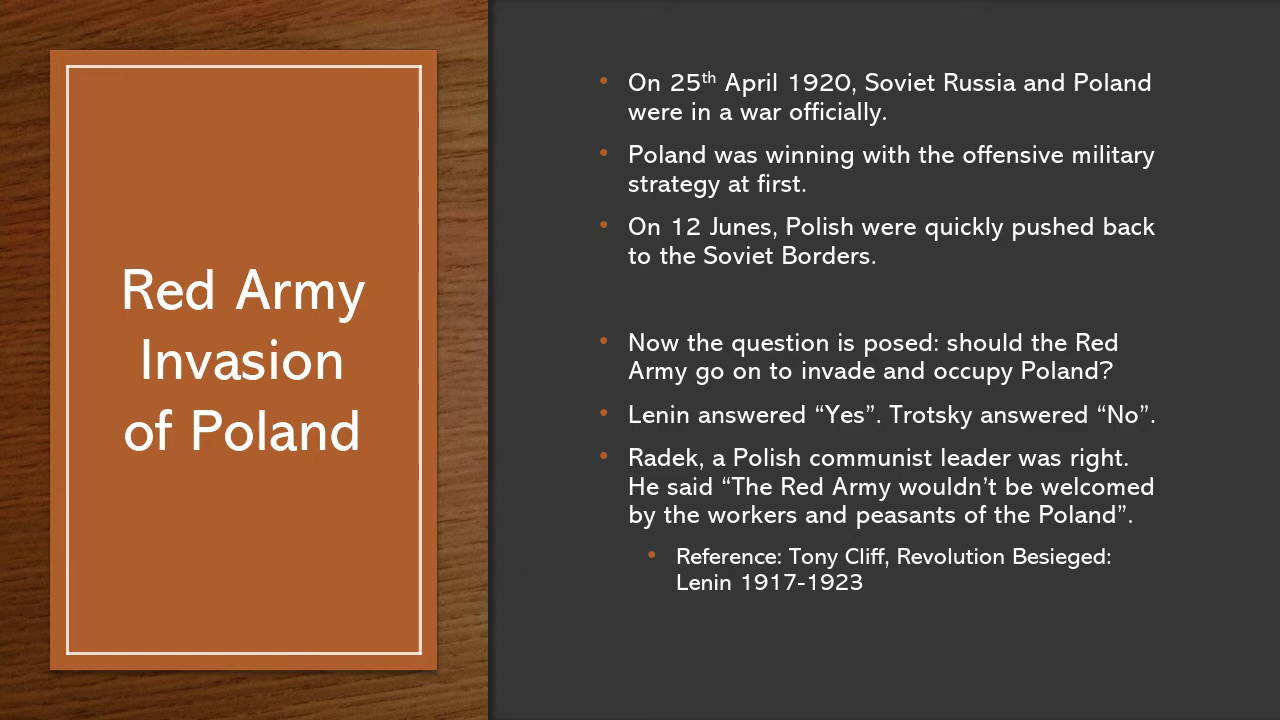 Red Army
Invasion
of Poland
On 25th April 1920, Soviet Russia and Poland
were in a war officially.
Poland was winning with the offensive military
strategy at first.
On 12 Junes, Polish were quickly pushed back
to the Soviet Borders.
Now the question is posed: should the Red
Army go on to invade and occupy Poland?
Lenin answered “Yes”. Trotsky answered “No”.
Radek, a Polish communist leader was right.
He said “The Red Army wouldn’t be welcomed
by the workers and peasants of the Poland”.
Reference: Tony Cliff, Revolution Besieged:
Lenin 1917-1923